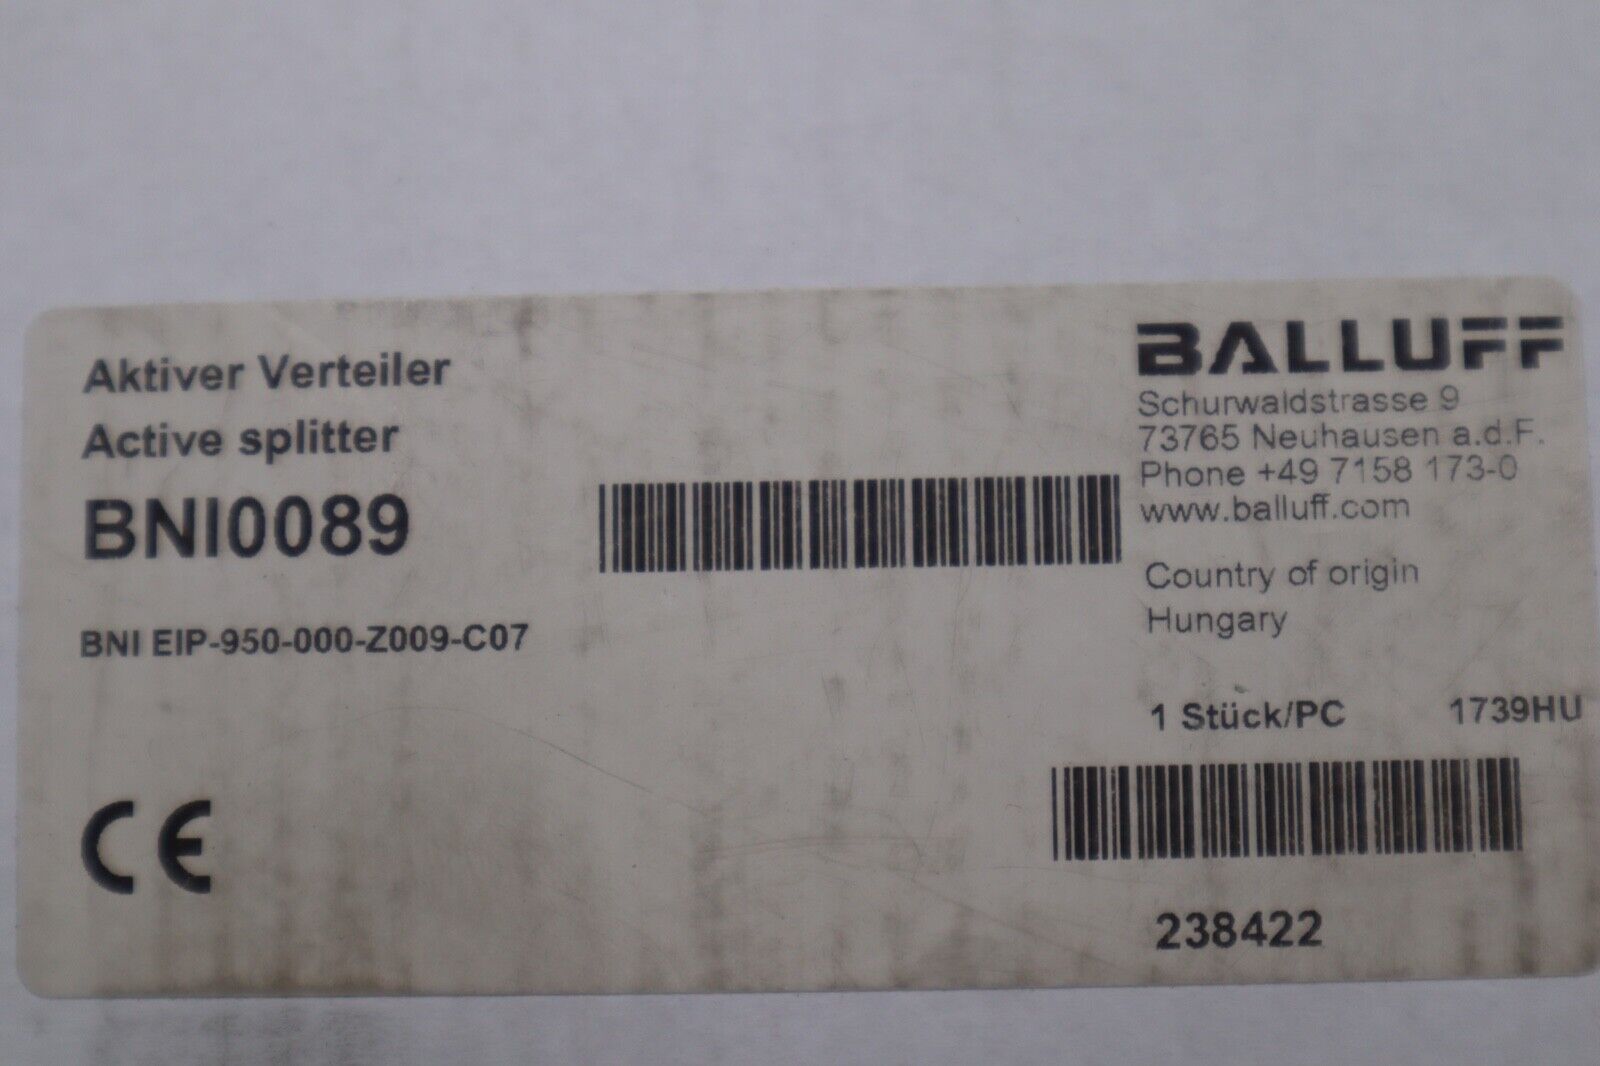 Aktiver Verteiler
Active splitter
BNI0089
BNI EIP-950-000-Z009-C07
CE
BALLUFF
Schurwaldstrasse 9
73765 Neuhausen a.d.F.
Phone +49 7158 173-0
www.balluff.com
Country of origin
Hungary
1 Stück/PC 1739HU
238422